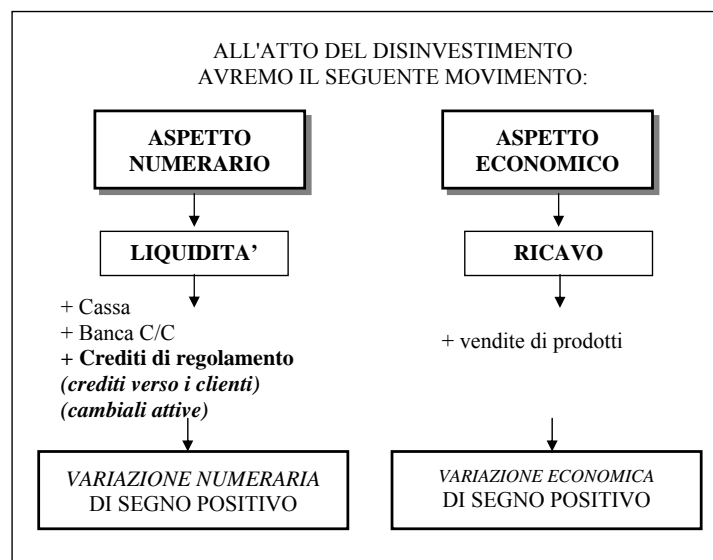 ALL'ATTO DEL DISINVESTIMENTO
AVREMO IL SEGUENTE MOVIMENTO:
ASPETTO
NUMERARIO
ASPETTO
ECONOMICO
LIQUIDITA’
RICAVO
+ Cassa
+ Banca C/C
+ Crediti di regolamento
(crediti verso i clienti)
(cambiali attive)
+ vendite di prodotti
VARIAZIONE NUMERARIA
DI SEGNO POSITIVO
VARIAZIONE ECONOMICA
DI SEGNO POSITIVO